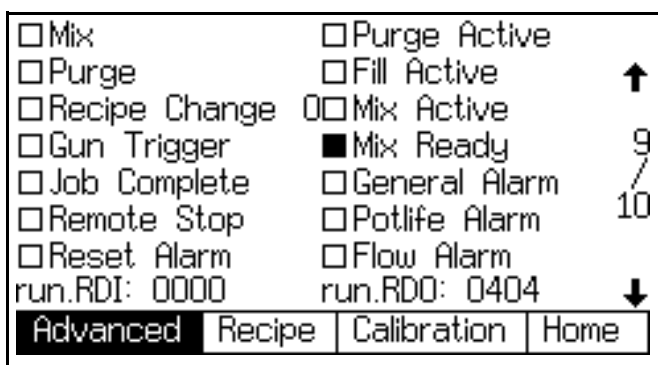 Mix Purge Active
Purge Fill Active
Recipe Change 0 Mix Active
Gun Trigger Mix Ready
Job Complete General Alarm
Remote Stop Potlife Alarm
Reset Alarm Flow Alarm
run.RDI: 0000 run.RDO: 0404
9
/
10
Advanced Recipe Calibration Home